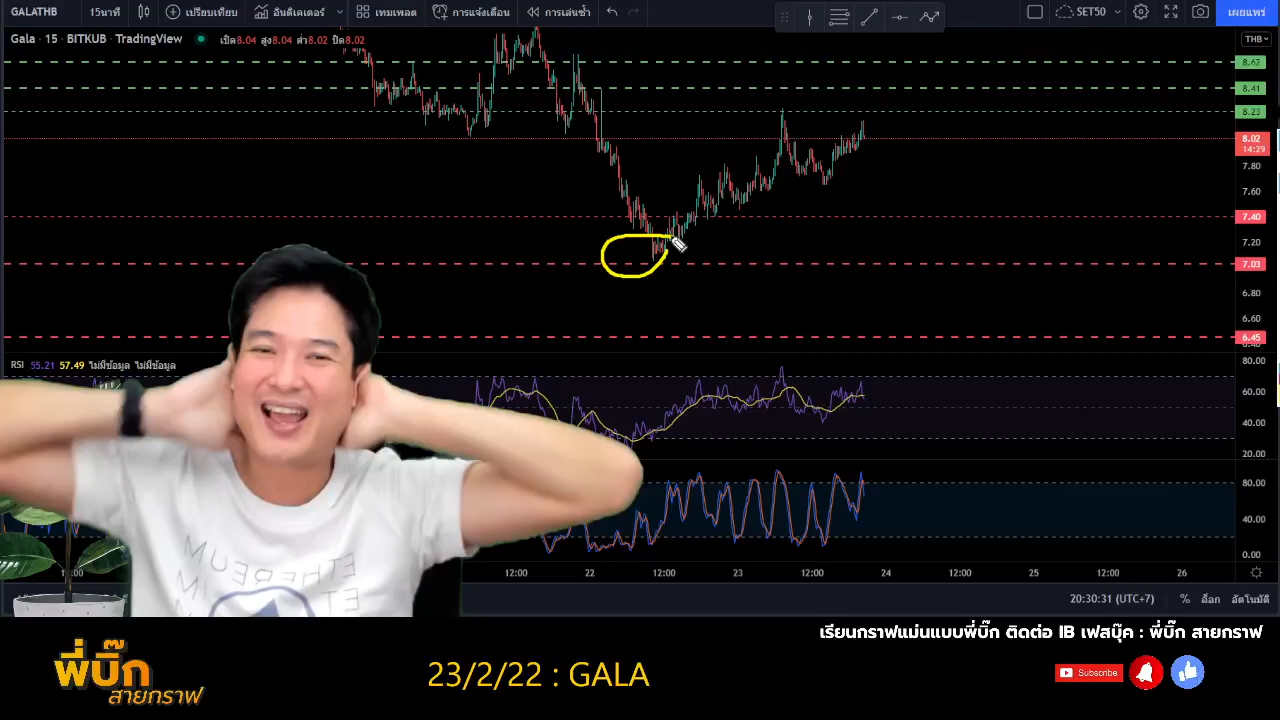 GALATHB 15นาที เปรียบเทียบ อินดิเคเตอร์ เทมเพลต การแจ้งเตือน การเล่นซ้ำ SET50 เผยแพร่
Gala · 15 · BITKUB · TradingView เปิด8.04 สูง8.04 ต่ำ8.02 ปิด8.02
THB
8.62
8.41
8.23
8.02
14:29
7.80
7.60
7.40
7.20
7.03
6.80
6.60
6.45
6.40
RSI 55.21 57.49 ไม่มีข้อมูล ไม่มีข้อมูล
80.00
60.00
40.00
20.00
80.00
40.00
0.00
ETHEREUM
12:00 22 12:00 23 12:00 24 12:00 25 12:00 26
20:30:31 (UTC+7) % ล็อก อัตโนมัติ
เรียนกราฟแม่นแบบพี่บิ๊ก ติดต่อ IB เฟสบุ๊ค : พี่บิ๊ก สายกราฟ
พี่บิ๊ก
สายกราฟ
23/2/22 : GALA
Subscribe